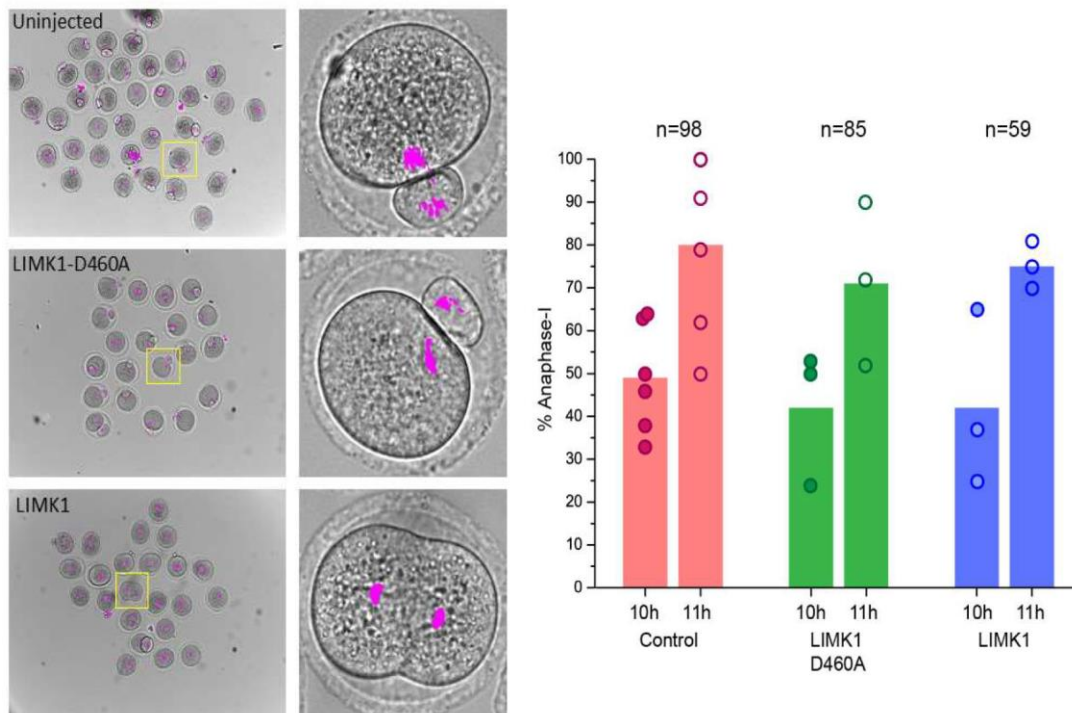 Uninjected
LIMK1-D460A
LIMK1
n=98 n=85 n=59
% Anaphase-I
100
90
80
70
60
50
40
30
20
10
0
10h 11h 10h 11h 10h 11h
Control LIMK1 LIMK1
D460A